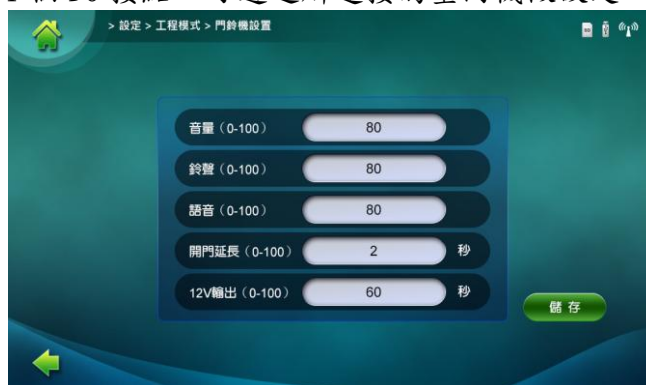 > 設定 > 工程模式 > 門鈴機設置
音量（0-100） 80
鈴聲（0-100） 80
語音（0-100） 80
開門延長（0-100） 2 秒
12V輸出（0-100） 60 秒
儲存